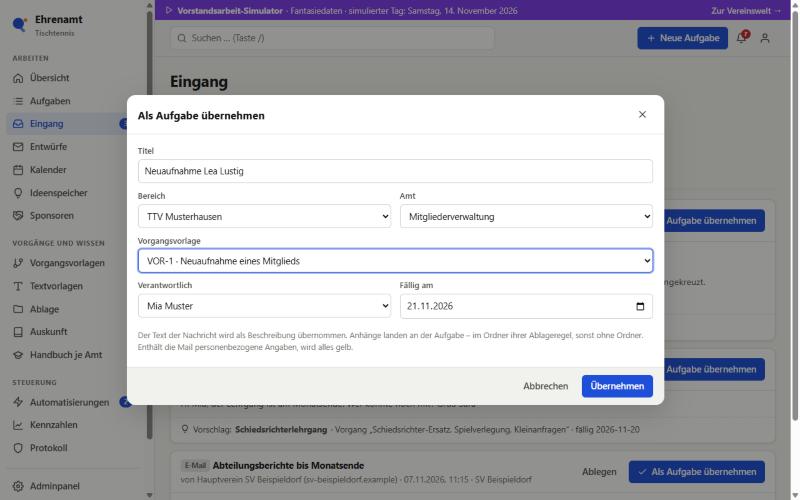 Vorstandsarbeit-Simulator · Fantasiedaten · simulierter Tag: Samstag, 14. November 2026
Zur Vereinswelt →
Ehrenamt
Tischtennis
ARBEITEN
Übersicht
Aufgaben
Eingang
Entwürfe
Kalender
Ideenspeicher
Sponsoren
VORGÄNGE UND WISSEN
Vorgangsvorlagen
Textvorlagen
Ablage
Auskunft
Handbuch je Amt
STEUERUNG
Automatisierungen
Kennzahlen
Protokoll
Adminpanel
Suchen … (Taste /)
+ Neue Aufgabe
7
Eingang
Als Aufgabe übernehmen
Titel
Neuaufnahme Lea Lustig
Bereich
Amt
TTV Musterhausen
Mitgliederverwaltung
Vorgangsvorlage
VOR-1 · Neuaufnahme eines Mitglieds
Verantwortlich
Fällig am
Mia Muster
21.11.2026
Der Text der Nachricht wird als Beschreibung übernommen. Anhänge landen an der Aufgabe – im Ordner ihrer Ablageregel, sonst ohne Ordner.
Enthält die Mail personenbezogene Angaben, wird alles gelb.
Abbrechen
Übernehmen
Aufgabe übernehmen
ngekreuzt.
Aufgabe übernehmen
Vorschlag: Schiedsrichterlehrgang · Vorgang „Schiedsrichter-Ersatz, Spielverlegung, Kleinanfragen“ · fällig 2026-11-20
E-Mail Abteilungsberichte bis Monatsende
von Hauptverein SV Beispieldorf (sv-beispieldorf.example) · 07.11.2026, 11:15 · SV Beispieldorf
Ablegen
Als Aufgabe übernehmen